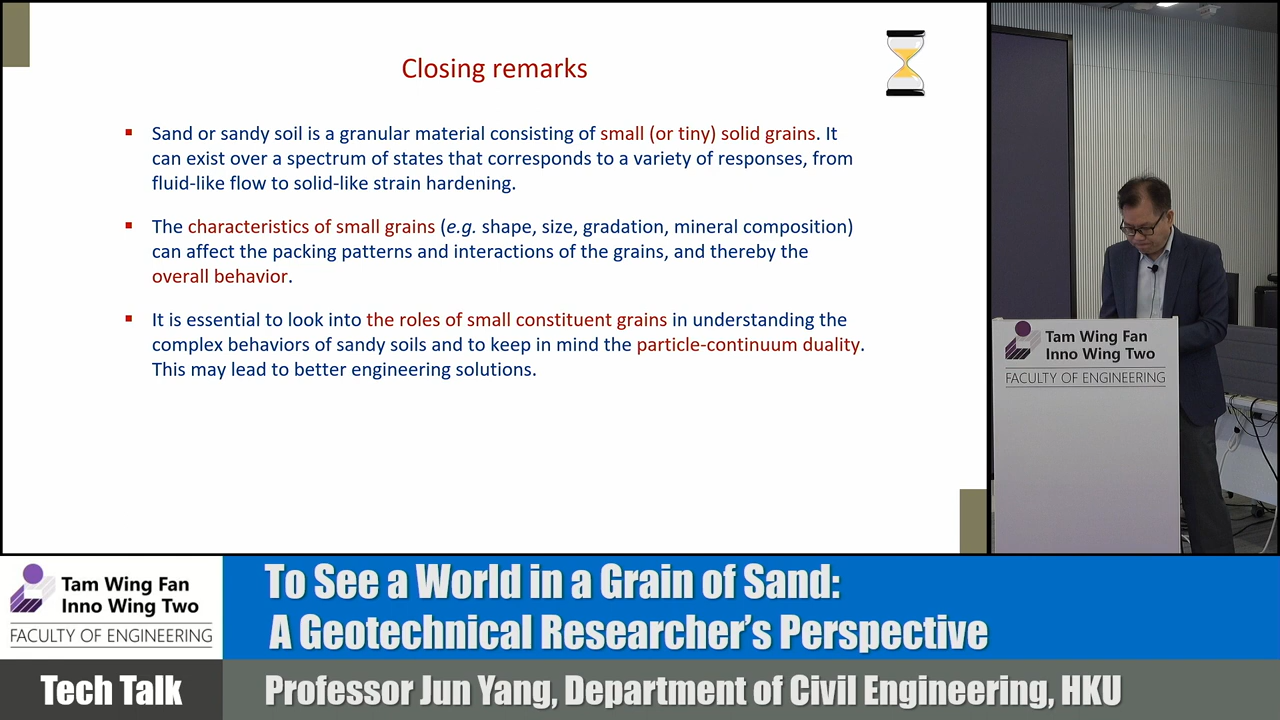 Closing remarks
Sand or sandy soil is a granular material consisting of small (or tiny) solid grains. It
can exist over a spectrum of states that corresponds to a variety of responses, from
fluid-like flow to solid-like strain hardening.
The characteristics of small grains (e.g. shape, size, gradation, mineral composition)
can affect the packing patterns and interactions of the grains, and thereby the
overall behavior.
It is essential to look into the roles of small constituent grains in understanding the
complex behaviors of sandy soils and to keep in mind the particle-continuum duality.
This may lead to better engineering solutions.
Tam Wing Fan
Inno Wing Two
FACULTY OF ENGINEERING
Tam Wing Fan
Inno Wing Two
FACULTY OF ENGINEERING
To See a World in a Grain of Sand:
A Geotechnical Researcher's Perspective
Tech Talk
Professor Jun Yang, Department of Civil Engineering, HKU